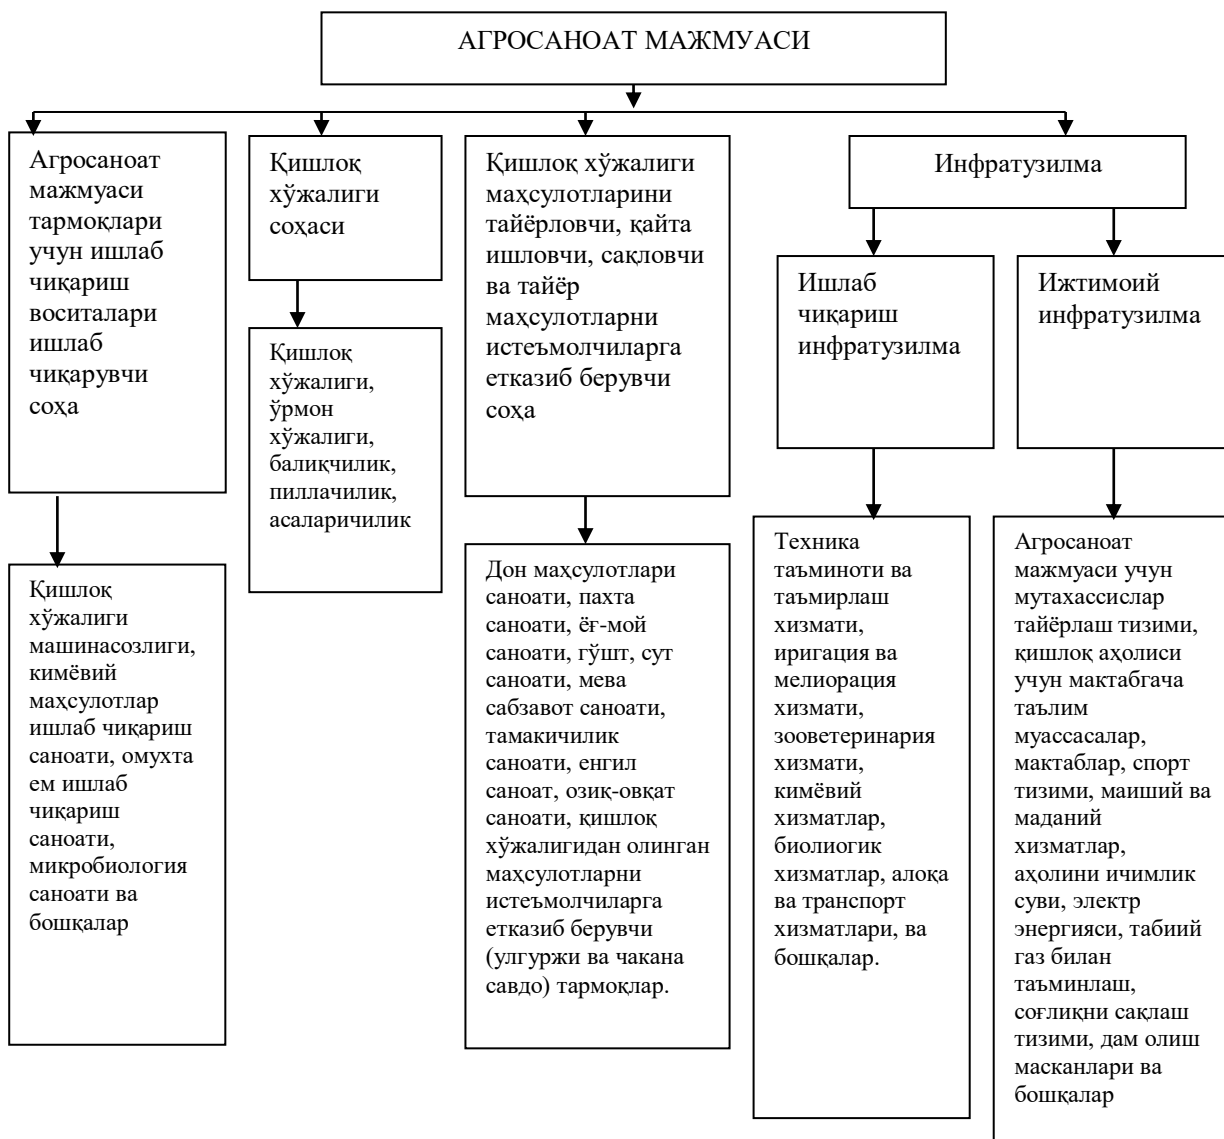 АГРОСАНОАТ МАЖМУАСИ
Агросаноат
мажмуаси
тармоқлари
учун ишлаб
чиқариш
воситалари
ишлаб
чиқарувчи
соҳа
Қишлоқ
хўжалиги
соҳаси
Қишлоқ хўжалиги
маҳсулотларини
тайёрловчи, қайта
ишловчи, сақловчи
ва тайёр
маҳсулотларни
истеъмолчиларга
етказиб берувчи
соҳа
Инфратузилма
Ишлаб
чиқариш
инфратузилма
Ижтимоий
инфратузилма
Қишлоқ
хўжалиги
машинасозлиги,
кимёвий
маҳсулотлар
ишлаб чиқариш
саноати, омухта
ем ишлаб
чиқариш
саноати,
микробиология
саноати ва
бошқалар
Қишлоқ
хўжалиги,
ўрмон
хўжалиги,
балиқчилик,
пиллачилик,
асаларичилик
Дон маҳсулотлари
саноати, пахта
саноати, ёғ-мой
саноати, гўшт, сут
саноати, мева
сабзавот саноати,
тамакичилик
саноати, енгил
саноат, озиқ-овқат
саноати, қишлоқ
хўжалигидан олинган
маҳсулотларни
истеъмолчиларга
етказиб берувчи
(улгуржи ва чакана
савдо) тармоқлар.
Техника
таъминоти ва
таъмирлаш
хизмати,
иригация ва
мелиорация
хизмати,
зооветеринария
хизмати,
кимёвий
хизматлар,
биолиогик
хизматлар, алоқа
ва транспорт
хизматлари, ва
бошқалар.
Агросаноат
мажмуаси учун
мутахассислар
тайёрлаш тизими,
қишлоқ аҳолиси
учун мактабгача
таълим
муассасалар,
мактаблар, спорт
тизими, маиший ва
маданий
хизматлар,
аҳолини ичимлик
суви, электр
энергияси, табиий
газ билан
таъминлаш,
соғлиқни сақлаш
тизими, дам олиш
масканлари ва
бошқалар